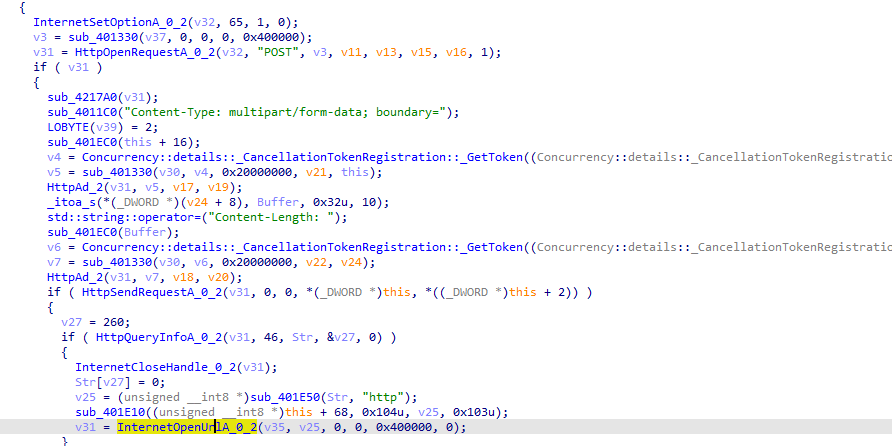 {
InternetSetOptionA_0_2(v32, 65, 1, 0);
v3 = sub_401330(v37, 0, 0, 0, 0x400000);
v31 = HttpOpenRequestA_0_2(v32, "POST", v3, v11, v13, v15, v16, 1);
if ( v31 )
{
sub_4217A0(v31);
sub_4011C0("Content-Type: multipart/form-data; boundary=");
LOBYTE(v39) = 2;
sub_401EC0(this + 16);
v4 = Concurrency::details::_CancellationTokenRegistration::_GetToken((Concurrency::details::_CancellationTokenRegistratio
v5 = sub_401330(v30, v4, 0x20000000, v21, this);
HttpAd_2(v31, v5, v17, v19);
_itoa_s(*(_DWORD *)(v24 + 8), Buffer, 0x32u, 10);
std::string::operator=("Content-Length: ");
sub_401EC0(Buffer);
v6 = Concurrency::details::_CancellationTokenRegistration::_GetToken((Concurrency::details::_CancellationTokenRegistratio
v7 = sub_401330(v30, v6, 0x20000000, v22, v24);
HttpAd_2(v31, v7, v18, v20);
if ( HttpSendRequestA_0_2(v31, 0, 0, *(_DWORD *)this, *((_DWORD *)this + 2)) )
{
v27 = 260;
if ( HttpQueryInfoA_0_2(v31, 46, Str, &v27, 0) )
{
InternetCloseHandle_0_2(v31);
Str[v27] = 0;
v25 = (unsigned __int8 *)sub_401E50(Str, "http");
sub_401E10((unsigned __int8 *)this + 68, 0x104u, v25, 0x103u);
v31 = InternetOpenUrlA_0_2(v35, v25, 0, 0, 0x400000, 0);
}